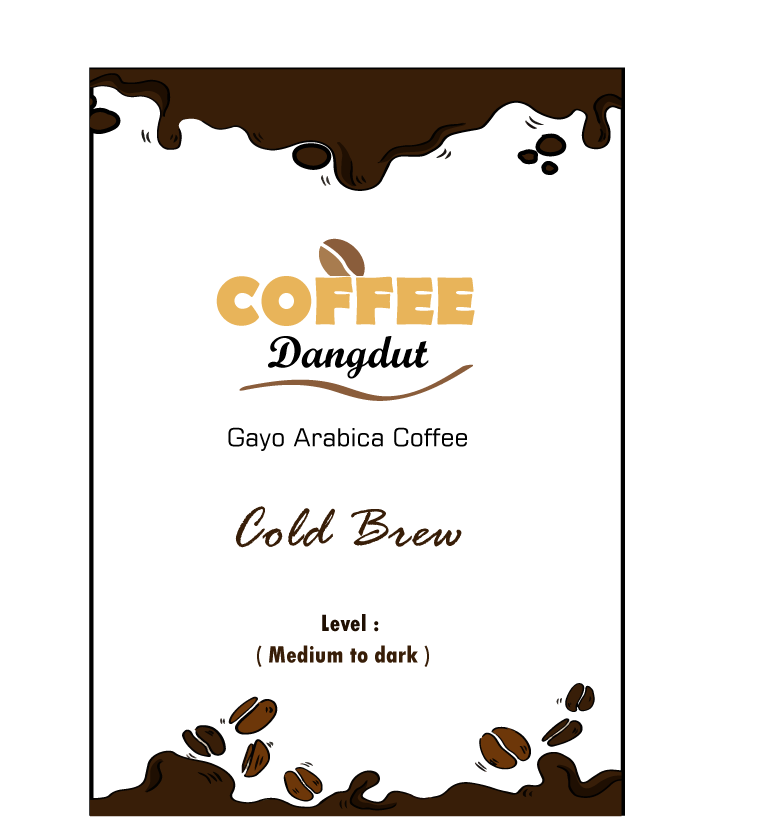 COFFEE
Dangdut
Gayo Arabica Coffee
Cold Brew
Level :
( Medium to dark )